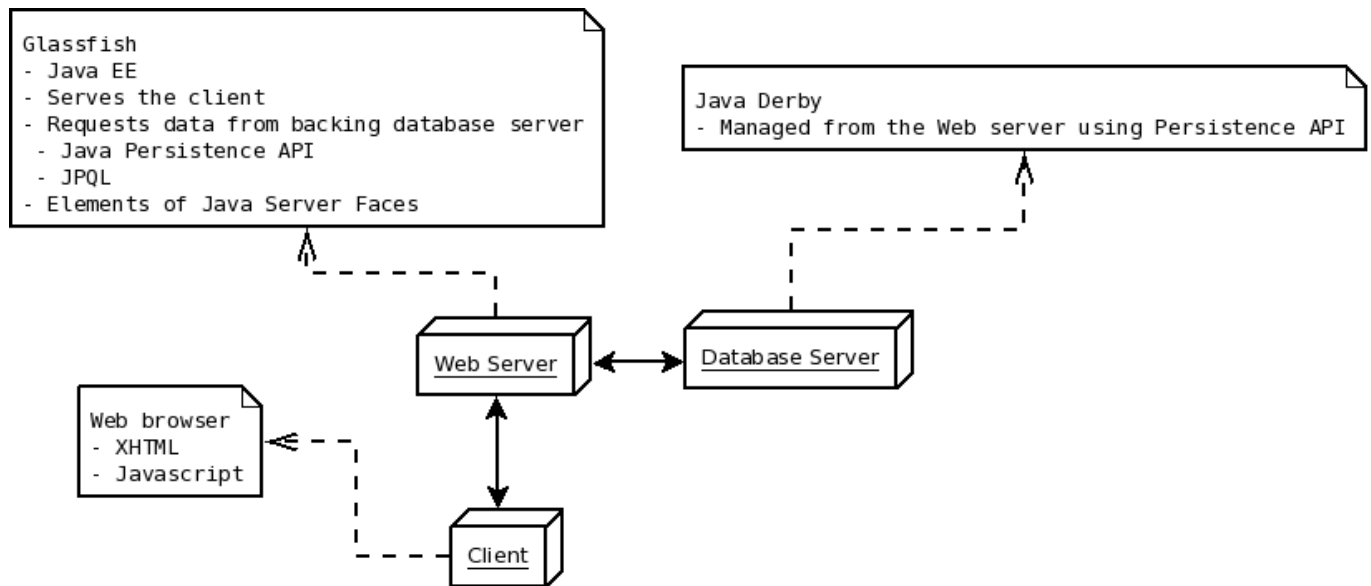 Glassfish
- Java EE
- Serves the client
- Requests data from backing database server
- Java Persistence API
- JPQL
- Elements of Java Server Faces
Java Derby
- Managed from the Web server using Persistence API
Web Server
Database Server
Web browser
- XHTML
- Javascript
Client